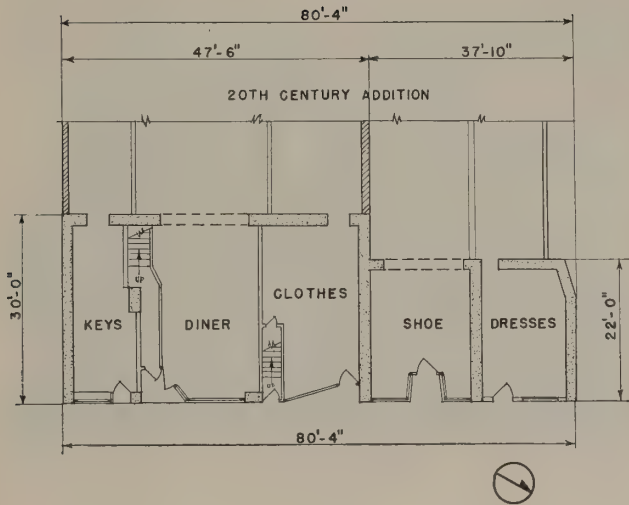 80'-4"
47'-6" 37'-10"
20TH CENTURY ADDITION
30'-0"
UP
CLOTHES
KEYS DINER SHOE DRESSES
22'-0"
UP
80'-4"